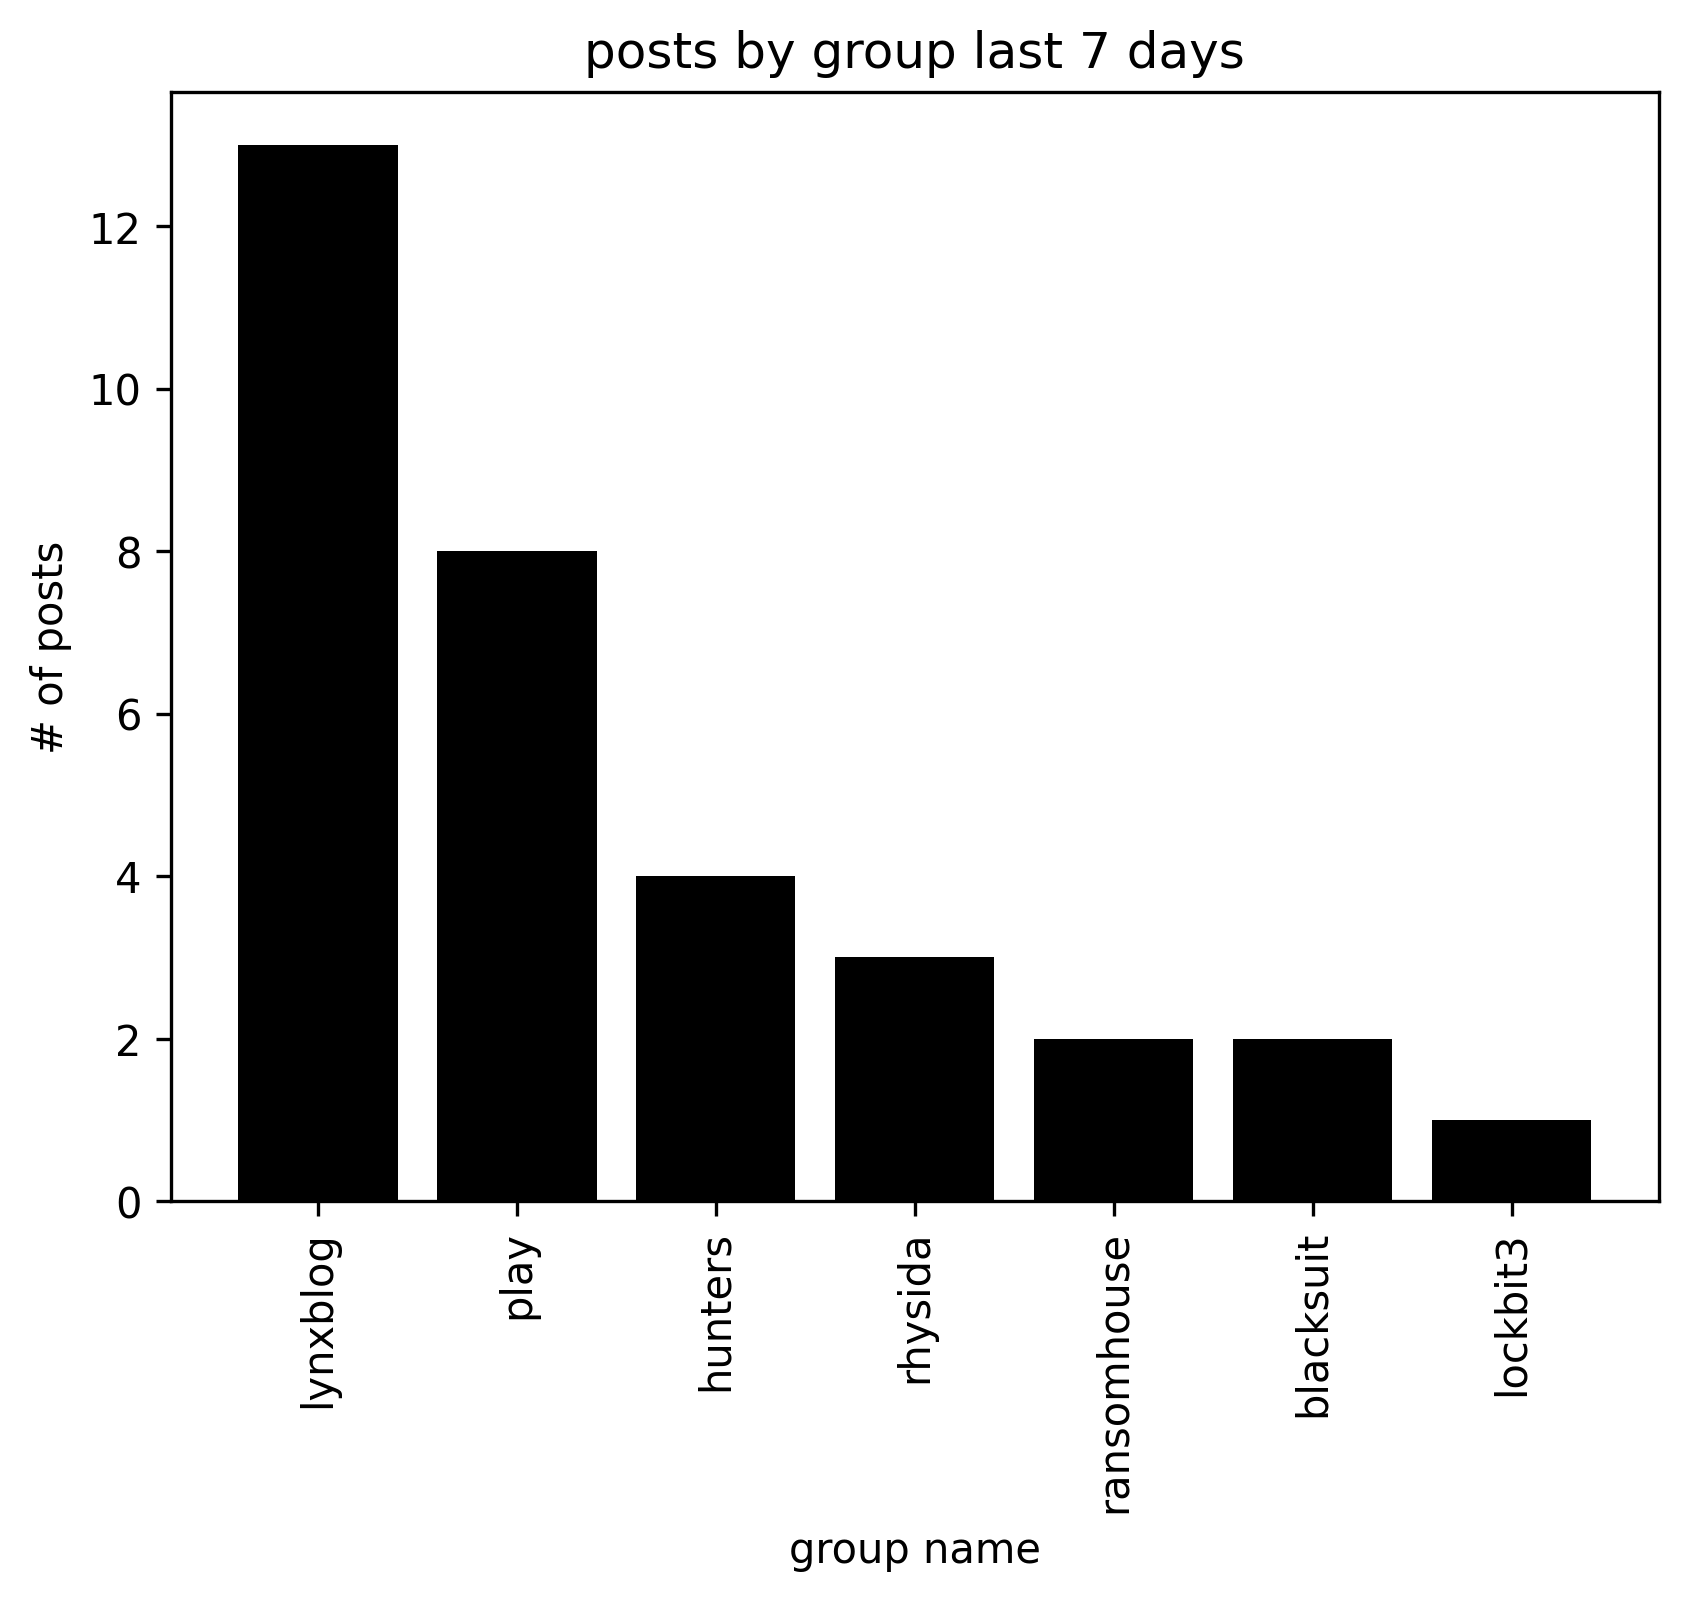 posts by group last 7 days
# of posts
12
10
8
6
4
2
0
lynxblog
play
hunters
rhysida
ransomhouse
blacksuit
lockbit3
group name